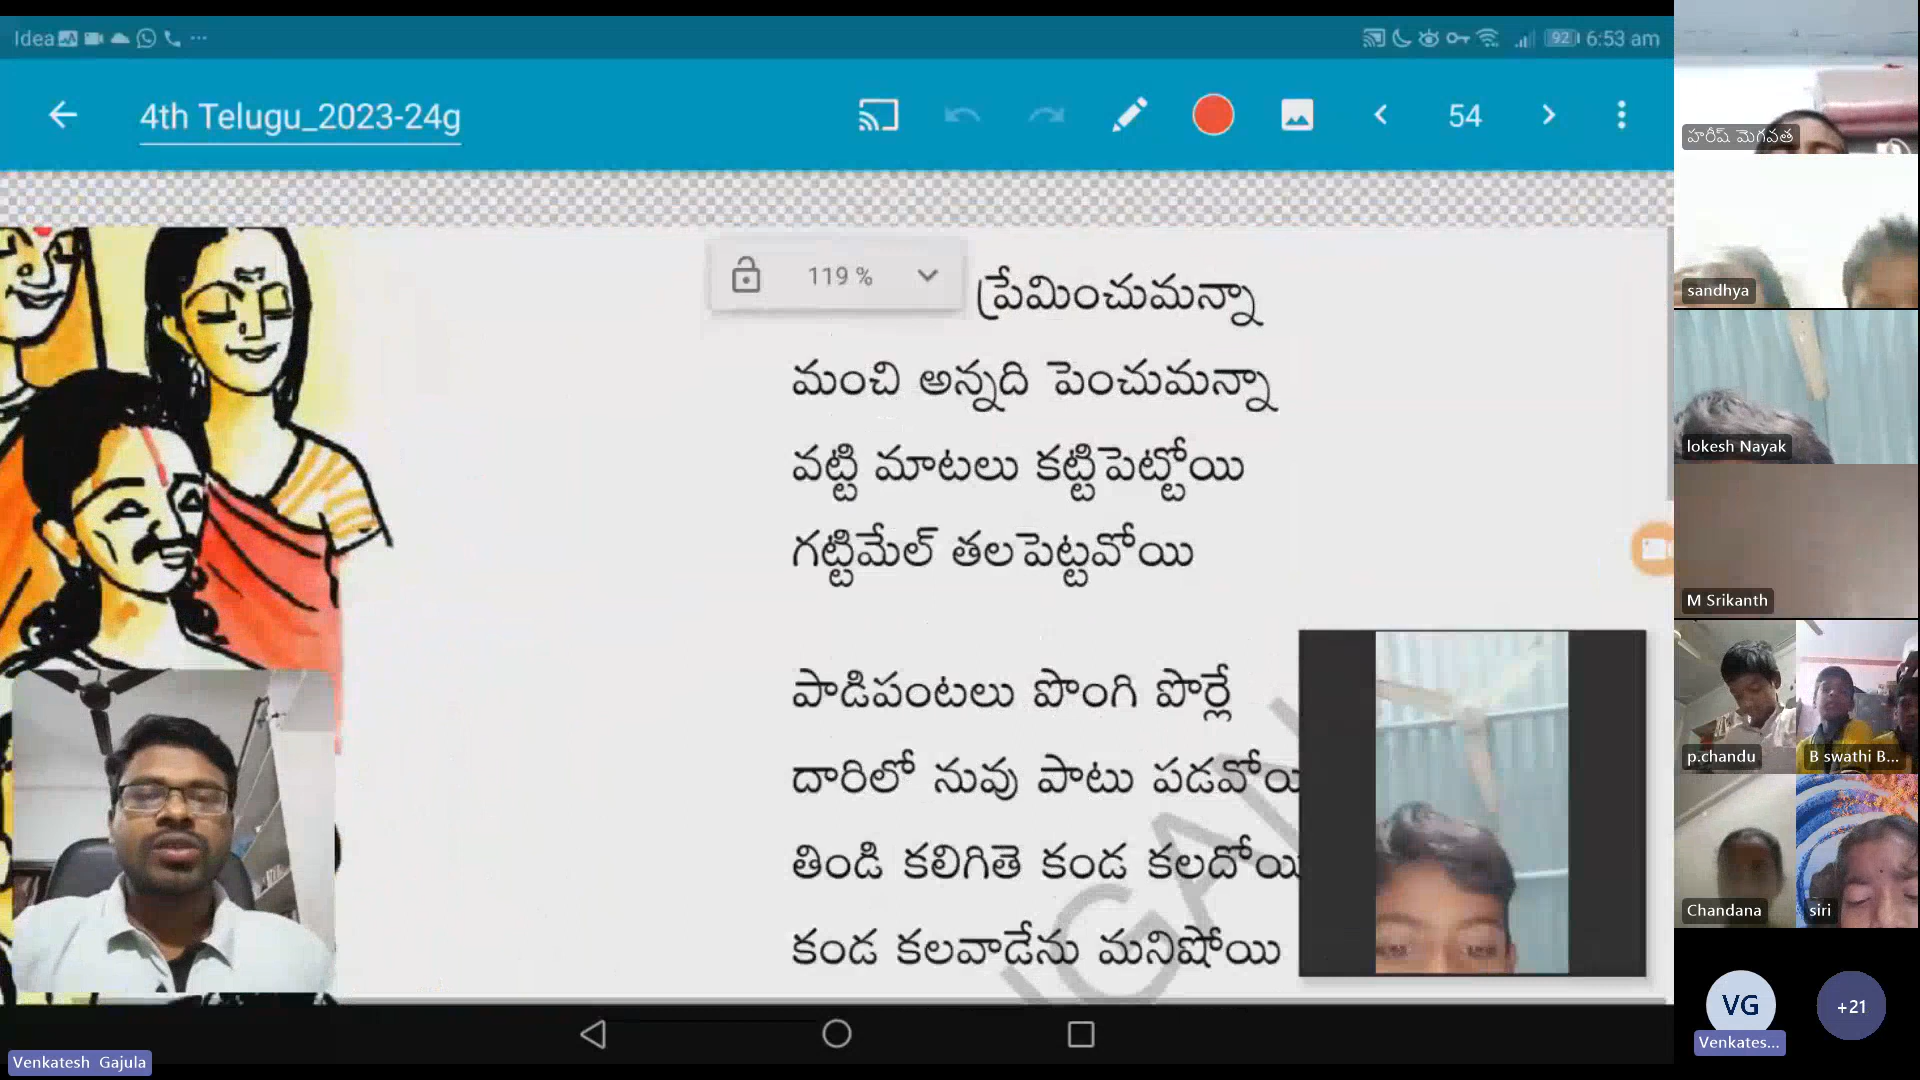 Idea
92 6:53 am
4th Telugu_2023-24g
54
119 %
ప్రేమించుమన్నా
మంచి అన్నది పెంచుమన్నా
వట్టి మాటలు కట్టిపెట్టోయి
గట్టిమేల్ తలపెట్టవోయి
పాడిపంటలు పొంగి పొర్లే
దారిలో నువు పాటు పడవోయి
తిండి కలిగితె కండ కలదోయి
కండ కలవాడేను మనిషోయి
Venkatesh Gajula
హరీష్ మెగవత
sandhya
lokesh Nayak
M Srikanth
p.chandu
B swathi B...
Chandana
siri
VG
+21
Venkates...